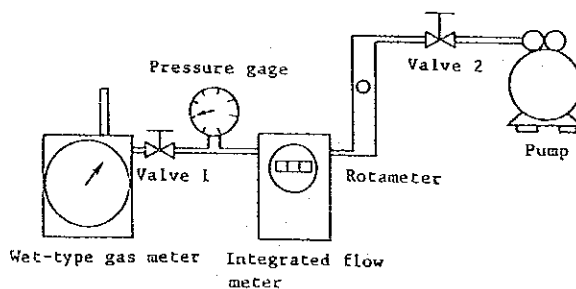 Valve 2
Pressure gage
Pump
Valve 1
Rotameter
Wet-type gas meter
Integrated flow
meter